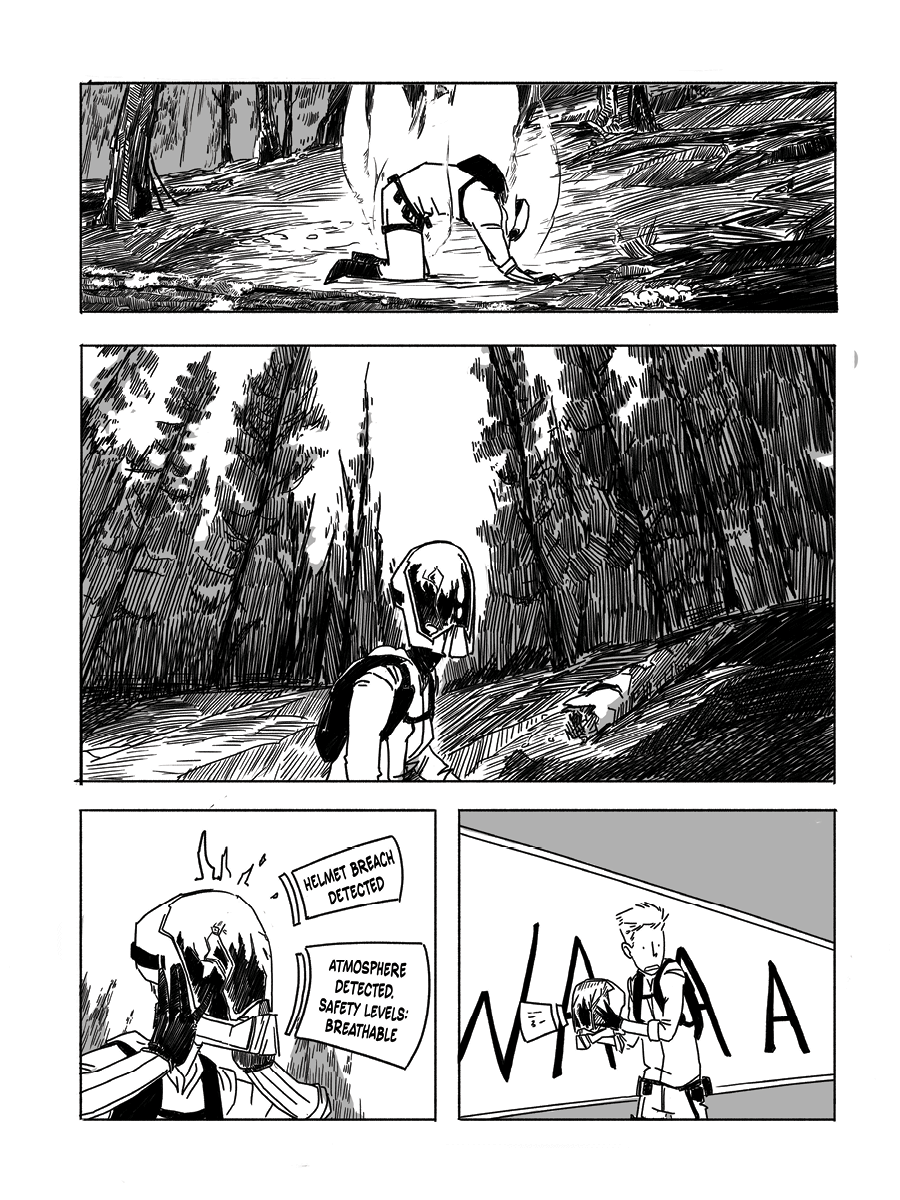 HELMET BREACH
DETECTED
ATMOSPHERE
DETECTED.
SAFETY LEVELS:
BREATHABLE
WAAA